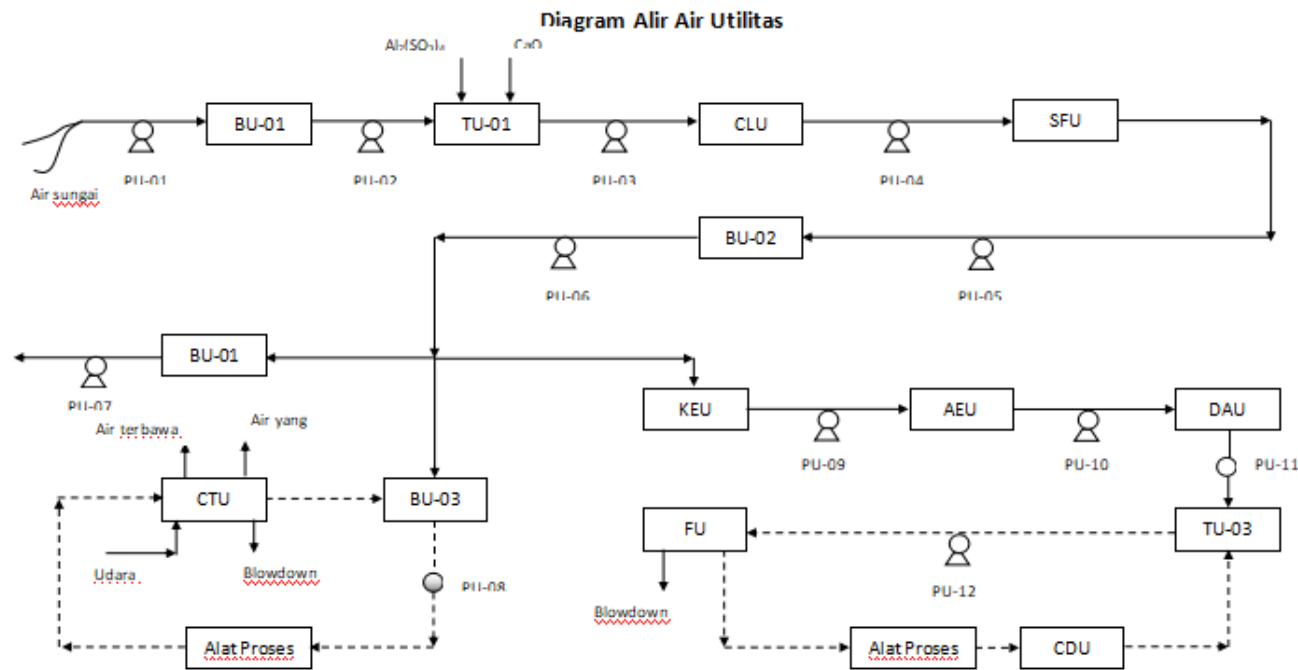 Diagram Alir Air Utilitas
Al₂(SO₃)₄
CaO
BU-01
TU-01
CLU
SFU
PU-01
PU-02
PU-03
PU-04
Air sungai
BU-02
PU-06
PU-05
BU-01
PU-07
KEU
AEU
DAU
PU-09
PU-10
PU-11
Air terbawa
Air yang
CTU
BU-03
FU
TU-03
Udara
Blowdown
PU-08
Blowdown
PU-12
Alat Proses
Alat Proses
CDU